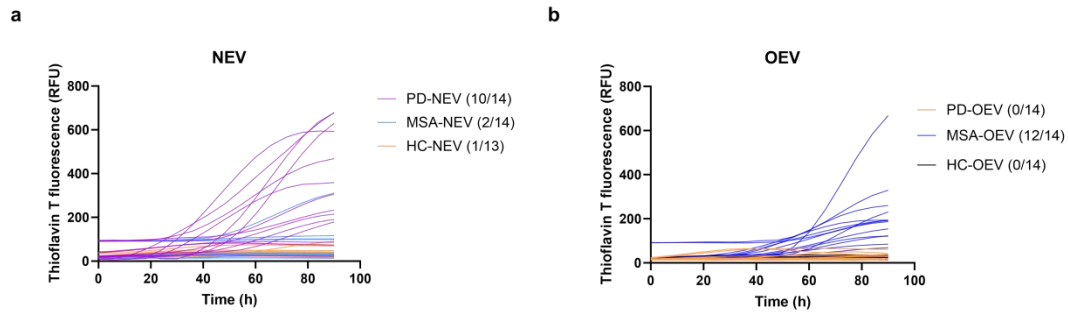 a
NEV
Thioflavin T fluorescence (RFU)
800
600
400
200
0
0 20 40 60 80 100
Time (h)
PD-NEV (10/14)
MSA-NEV (2/14)
HC-NEV (1/13)
b
OEV
Thioflavin T fluorescence (RFU)
800
600
400
200
0
0 20 40 60 80 100
Time (h)
PD-OEV (0/14)
MSA-OEV (12/14)
HC-OEV (0/14)